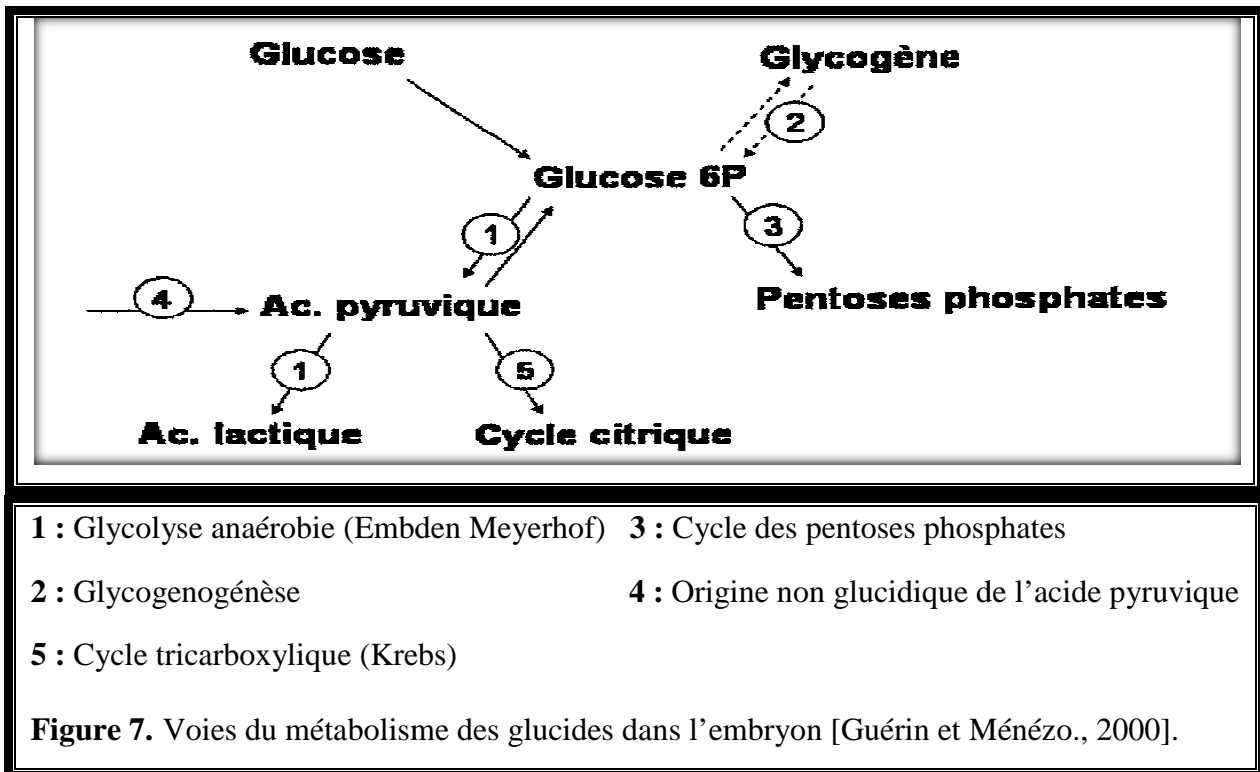 Glucose Glycogène
2
Glucose 6P
1 3
4 Ac. pyruvique Pentoses phosphates
1 5
Ac. lactique Cycle citrique
1 : Glycolyse anaérobie (Embden Meyerhof) 3 : Cycle des pentoses phosphates
2 : Glycogenogénèse 4 : Origine non glucidique de l’acide pyruvique
5 : Cycle tricarboxylique (Krebs)
Figure 7. Voies du métabolisme des glucides dans l’embryon [Guérin et Ménézo., 2000].